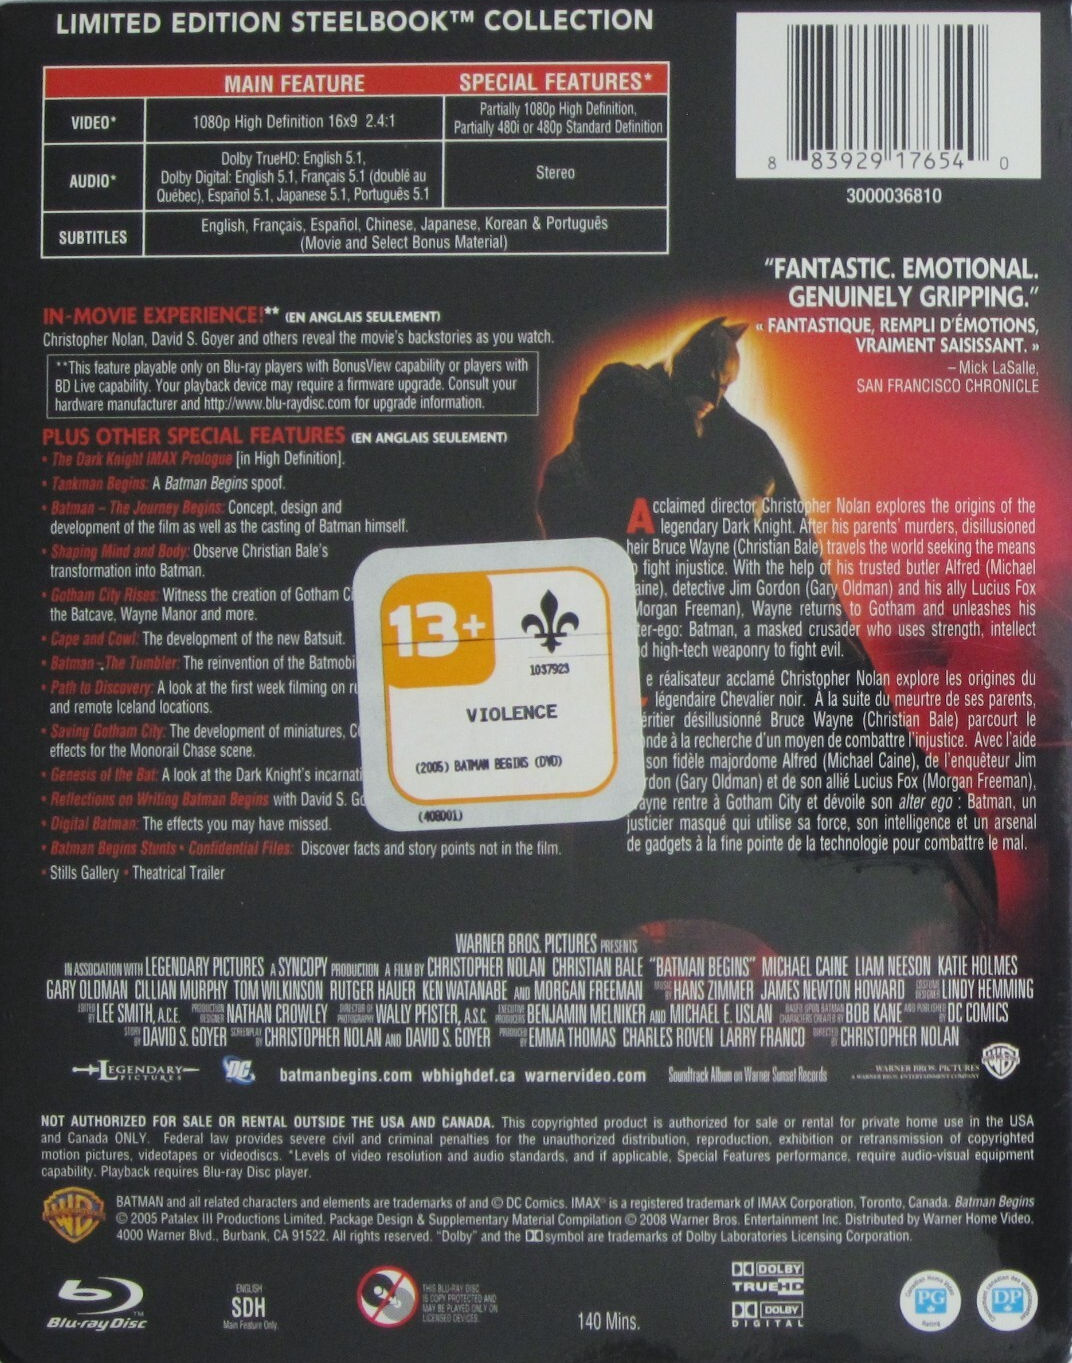 LIMITED EDITION STEELBOOK™ COLLECTION
MAIN FEATURE SPECIAL FEATURES*
VIDEO* 1080p High Definition 16x9 2.4:1
Partially 1080p High Definition,
Partially 480i or 480p Standard Definition
AUDIO*
Dolby TrueHD: English 5.1,
Dolby Digital: English 5.1, Français 5.1 (doublé au
Québec), Español 5.1, Japanese 5.1, Português 5.1
Stereo
SUBTITLES
English, Français, Español, Chinese, Japanese, Korean & Português
(Movie and Select Bonus Material)
8 83929 17654 0
3000036810
"FANTASTIC. EMOTIONAL.
GENUINELY GRIPPING."
« FANTASTIQUE, REMPLI D'ÉMOTIONS,
VRAIMENT SAISISSANT. »
– Mick LaSalle,
SAN FRANCISCO CHRONICLE
IN-MOVIE EXPERIENCE!** (EN ANGLAIS SEULEMENT)
Christopher Nolan, David S. Goyer and others reveal the movie's backstories as you watch.
**This feature playable only on Blu-ray players with BonusView capability or players with
BD Live capability. Your playback device may require a firmware upgrade. Consult your
hardware manufacturer and http://www.blu-raydisc.com for upgrade information.
PLUS OTHER SPECIAL FEATURES (EN ANGLAIS SEULEMENT)
• The Dark Knight IMAX Prologue [in High Definition].
• Tankman Begins: A Batman Begins spoof.
• Batman – The Journey Begins: Concept, design and
development of the film as well as the casting of Batman himself.
• Shaping Mind and Body: Observe Christian Bale's
transformation into Batman.
• Gotham City Rises: Witness the creation of Gotham
the Batcave, Wayne Manor and more.
• Cape and Cowl: The development of the new Batsuit.
• Batman – The Tumbler: The reinvention of the Batmobi
• Path to Discovery: A look at the first week filming on
and remote Iceland locations.
• Saving Gotham City: The development of miniatures,
effects for the Monorail Chase scene.
• Genesis of the Bat: A look at the Dark Knight's incarnati
• Reflections on Writing Batman Begins with David S.
• Digital Batman: The effects you may have missed.
• Batman Begins Stunts • Confidential Files: Discover facts and story points not in the film.
• Stills Gallery • Theatrical Trailer
13+
1037923
VIOLENCE
(2005) BATMAN BEGINS (DVD)
(408001)
Acclaimed director Christopher Nolan explores the origins of the
legendary Dark Knight. After his parents' murders, disillusioned
heir Bruce Wayne (Christian Bale) travels the world seeking the means
fight injustice. With the help of his trusted butler Alfred (Michael
aine), detective Jim Gordon (Gary Oldman) and his ally Lucius Fox
Morgan Freeman), Wayne returns to Gotham and unleashes his
ter-ego: Batman, a masked crusader who uses strength, intellect
d high-tech weaponry to fight evil.
e réalisateur acclamé Christopher Nolan explore les origines du
légendaire Chevalier noir. À la suite du meurtre de ses parents,
éritier désillusionné Bruce Wayne (Christian Bale) parcourt le
nde à la recherche d'un moyen de combattre l'injustice. Avec l'aide
son fidèle majordome Alfred (Michael Caine), de l'enquêteur Jim
rdon (Gary Oldman) et de son allié Lucius Fox (Morgan Freeman),
ayne rentre à Gotham City et dévoile son alter ego : Batman, un
justicier masqué qui utilise sa force, son intelligence et un arsenal
de gadgets à la fine pointe de la technologie pour combattre le mal.
WARNER BROS. PICTURES PRESENTS
IN ASSOCIATION WITH LEGENDARY PICTURES A SYNCOPY PRODUCTION A FILM BY CHRISTOPHER NOLAN CHRISTIAN BALE "BATMAN BEGINS" MICHAEL CAINE LIAM NEESON KATIE HOLMES
GARY OLDMAN CILLIAN MURPHY TOM WILKINSON RUTGER HAUER KEN WATANABE AND MORGAN FREEMAN MUSIC BY HANS ZIMMER JAMES NEWTON HOWARD COSTUME DESIGNER LINDY HEMMING
EDITED BY LEE SMITH, A.C.E. PRODUCTION DESIGNER NATHAN CROWLEY DIRECTOR OF PHOTOGRAPHY WALLY PFISTER, A.S.C. EXECUTIVE PRODUCERS BENJAMIN MELNIKER AND MICHAEL E. USLAN BASED UPON BATMAN CHARACTERS CREATED BY BOB KANE AND PUBLISHED BY DC COMICS
STORY BY DAVID S. GOYER SCREENPLAY BY CHRISTOPHER NOLAN AND DAVID S. GOYER PRODUCED BY EMMA THOMAS CHARLES ROVEN LARRY FRANCO DIRECTED BY CHRISTOPHER NOLAN
LEGENDARY PICTURES DC batmanbegins.com wbhighdef.ca warnervideo.com Soundtrack Album on Warner Sunset Records WARNER BROS. PICTURES
A WARNER BROS. ENTERTAINMENT COMPANY
NOT AUTHORIZED FOR SALE OR RENTAL OUTSIDE THE USA AND CANADA. This copyrighted product is authorized for sale or rental for private home use in the USA
and Canada ONLY. Federal law provides severe civil and criminal penalties for the unauthorized distribution, reproduction, exhibition or retransmission of copyrighted
motion pictures, videotapes or videodiscs. *Levels of video resolution and audio standards, and if applicable, Special Features performance, require audio-visual equipment
capability. Playback requires Blu-ray Disc player.
BATMAN and all related characters and elements are trademarks of and © DC Comics. IMAX® is a registered trademark of IMAX Corporation, Toronto, Canada. Batman Begins
© 2005 Patalex III Productions Limited. Package Design & Supplementary Material Compilation © 2008 Warner Bros. Entertainment Inc. Distributed by Warner Home Video,
4000 Warner Blvd., Burbank, CA 91522. All rights reserved. "Dolby" and the symbol are trademarks of Dolby Laboratories Licensing Corporation.
Blu-ray Disc™
ENGLISH
SDH
Main Feature Only
THIS BLU-RAY DISC
IS COPY PROTECTED AND
MAY BE PLAYED ONLY ON
LICENSED DEVICES.
140 Mins.
DOLBY
TRUEHD
DOLBY
DIGITAL
Canadian Home Video
PG
Rating
DP